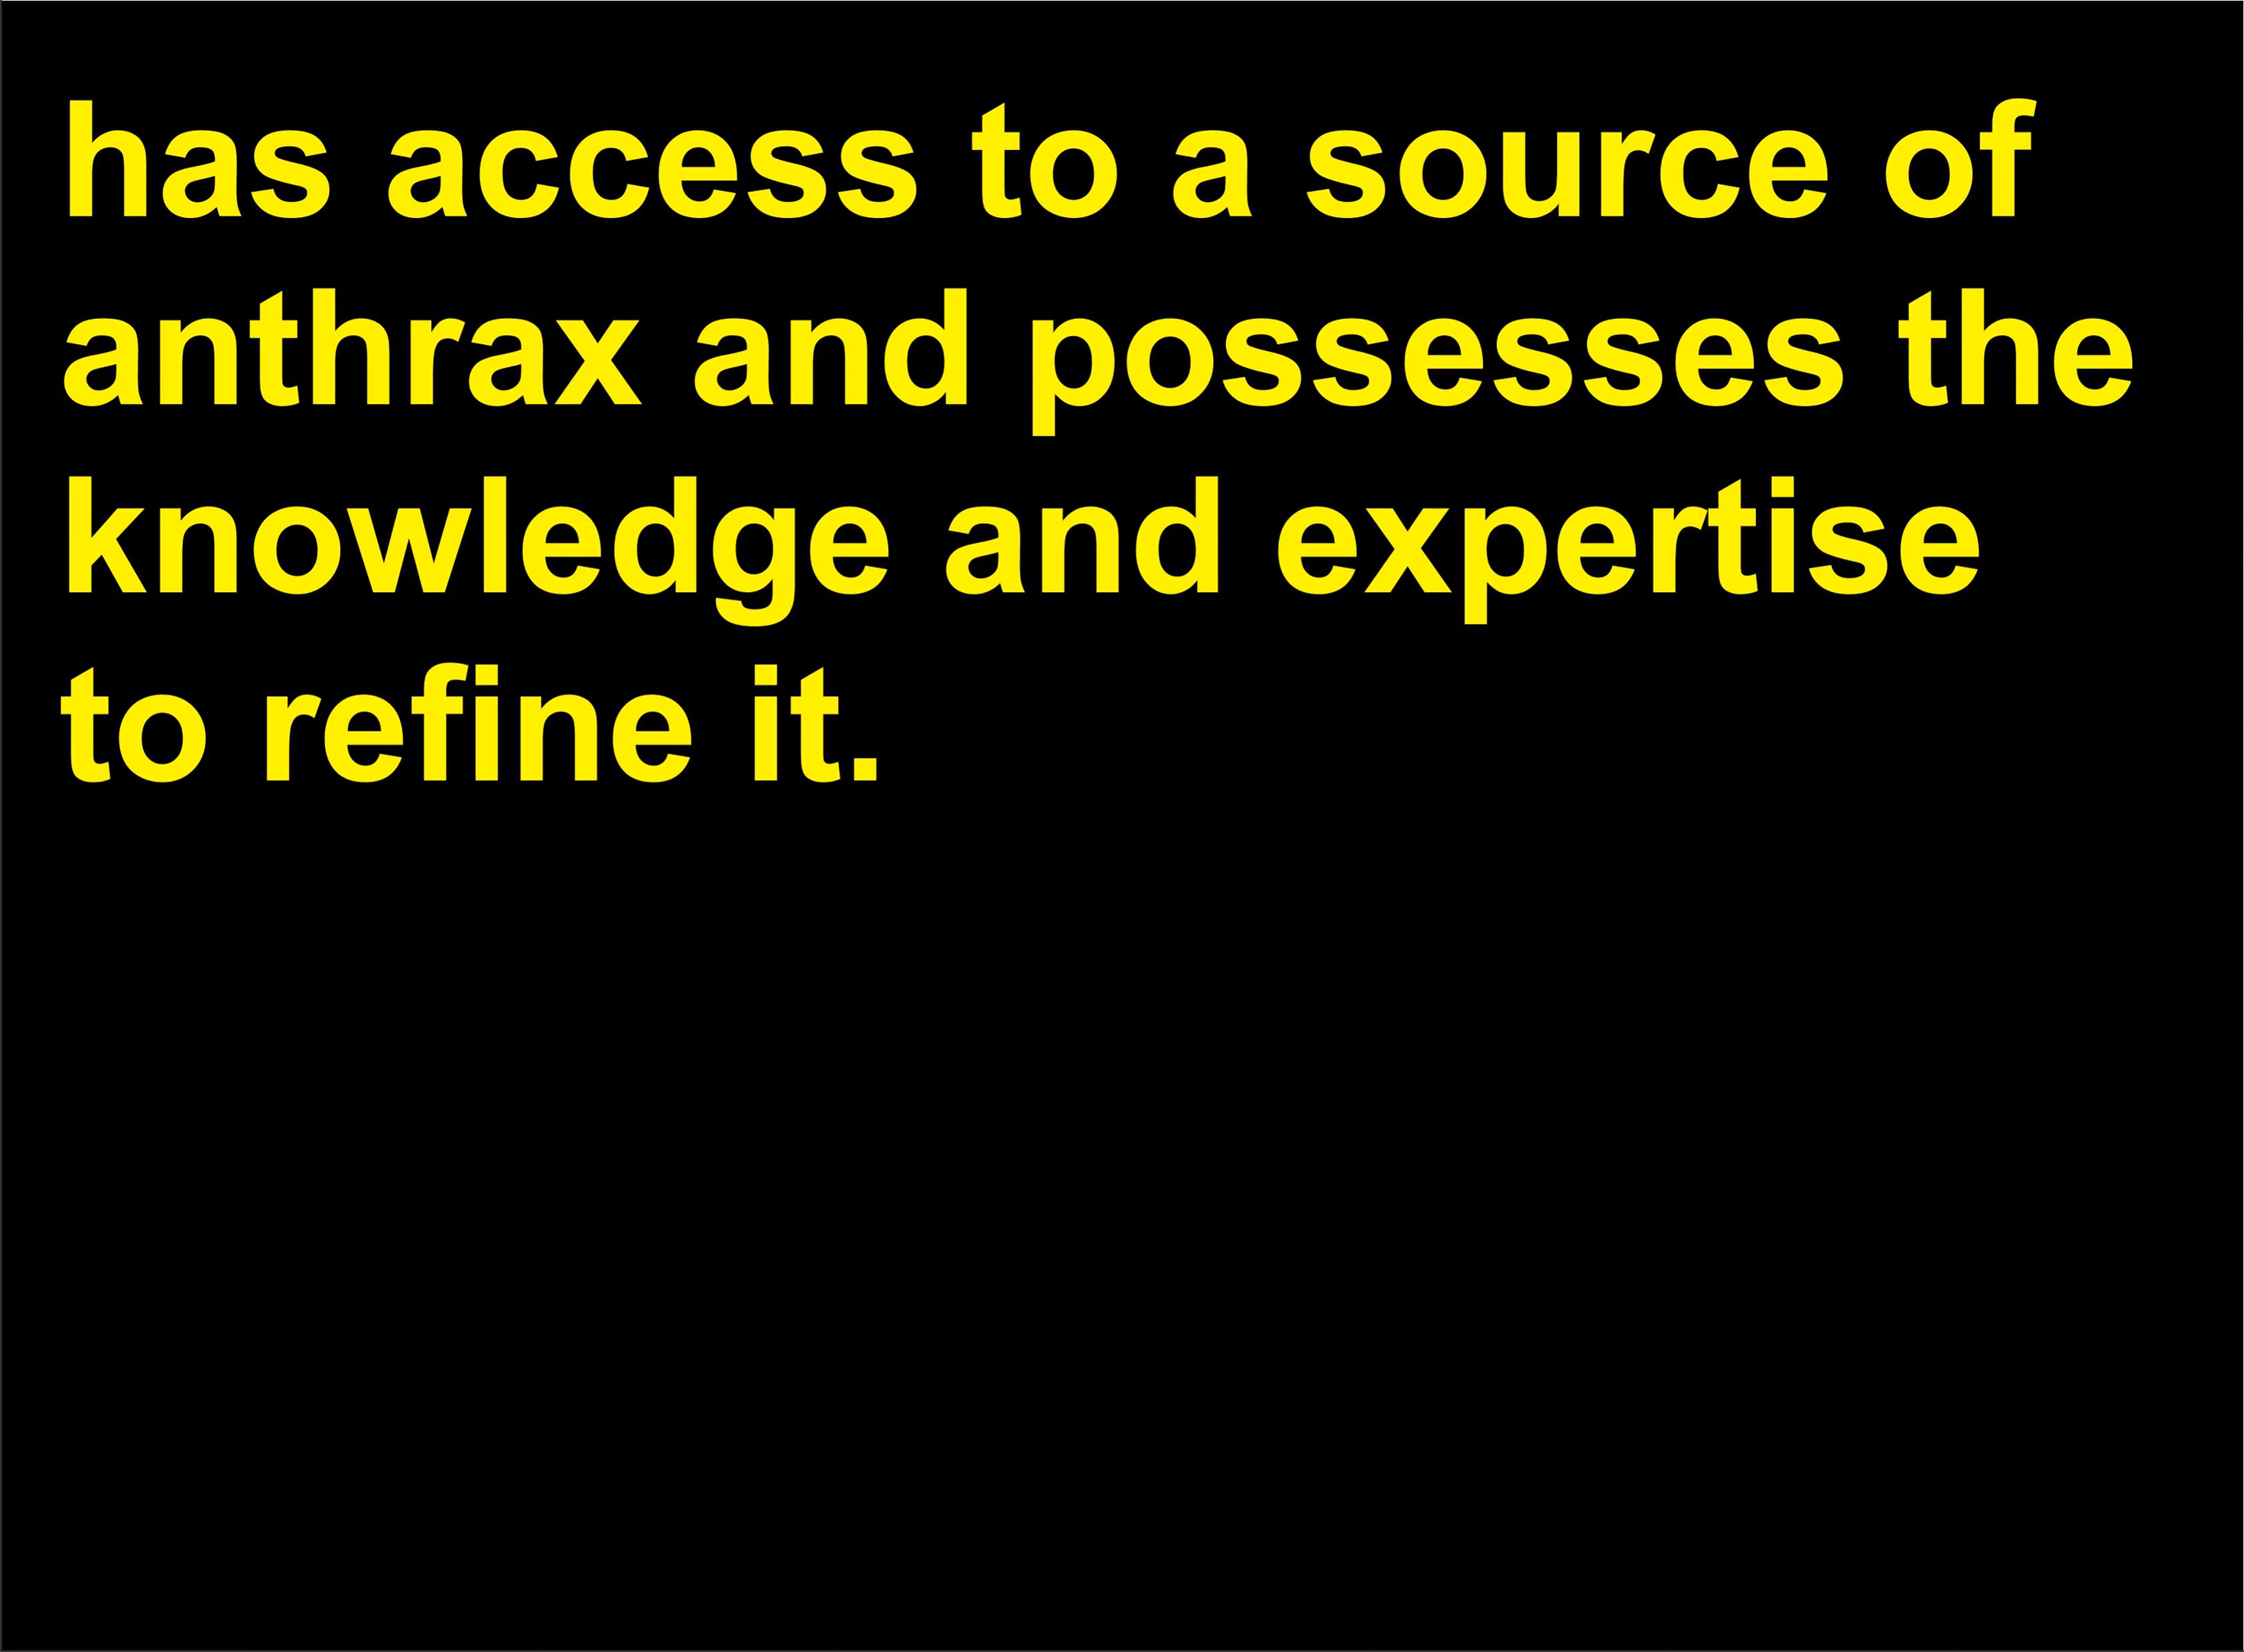 has access to a source of
anthrax and possesses the
knowledge and expertise
to refine it.